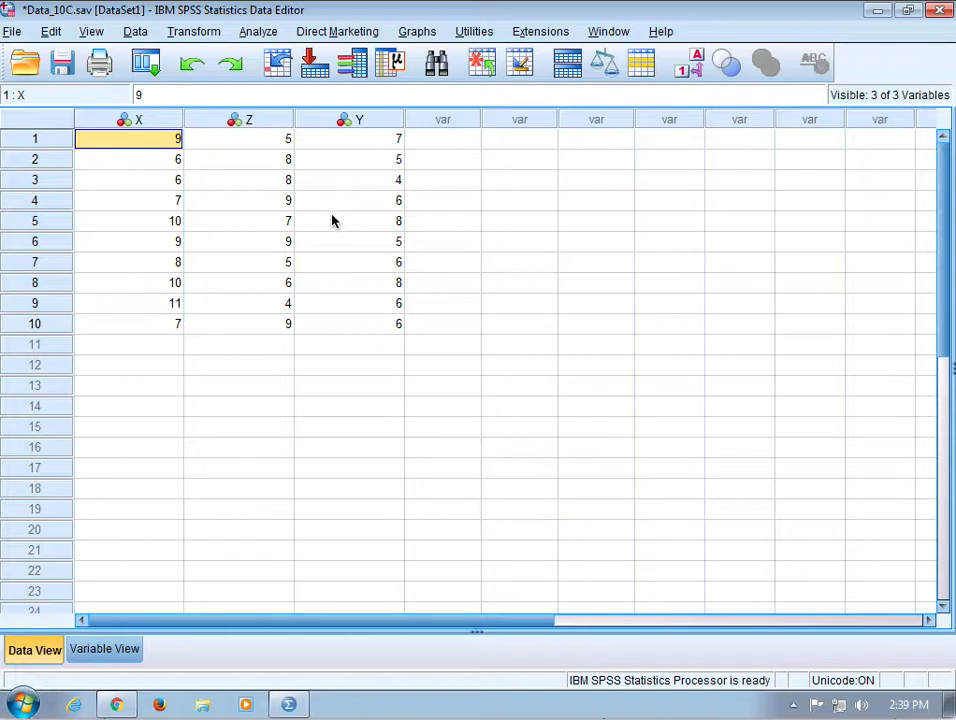 *Data_10C.sav [DataSet1] - IBM SPSS Statistics Data Editor
File Edit View Data Transform Analyze Direct Marketing Graphs Utilities Extensions Window Help
1 : X 9 Visible: 3 of 3 Variables
X Z Y var var var var var var var
1 9 5 7
2 6 8 5
3 6 8 4
4 7 9 6
5 10 7 8
6 9 9 5
7 8 5 6
8 10 6 8
9 11 4 6
10 7 9 6
11
12
13
14
15
16
17
18
19
20
21
22
23
24
Data View Variable View
IBM SPSS Statistics Processor is ready Unicode:ON
2:39 PM